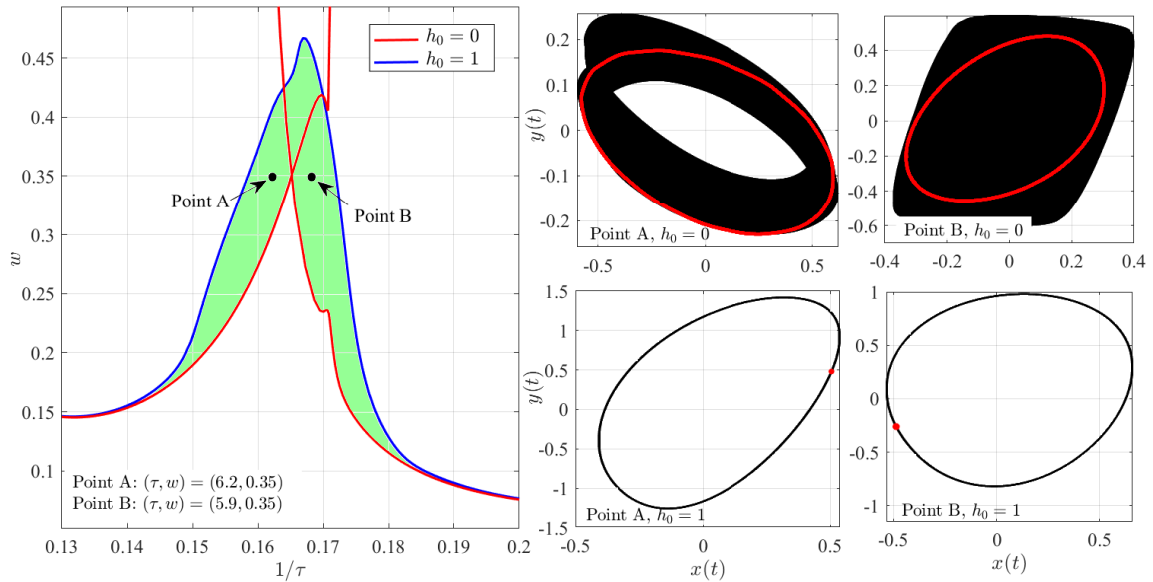 h₀ = 0
h₀ = 1
0.45
0.4
0.35
0.3
0.25
0.2
0.15
0.1
w
Point A
Point B
Point A: (τ, w) = (6.2, 0.35)
Point B: (τ, w) = (5.9, 0.35)
0.13 0.14 0.15 0.16 0.17 0.18 0.19 0.2
1/τ
0.2
0.1
0
-0.1
-0.2
y(t)
Point A, h₀ = 0
-0.5 0 0.5
0.4
0.2
0
-0.2
-0.4
-0.6
Point B, h₀ = 0
-0.4 -0.2 0 0.2 0.4
1.5
1
0.5
0
-0.5
-1
-1.5
y(t)
Point A, h₀ = 1
-0.5 0 0.5
x(t)
1
0.5
0
-0.5
-1
Point B, h₀ = 1
-0.5 0 0.5
x(t)